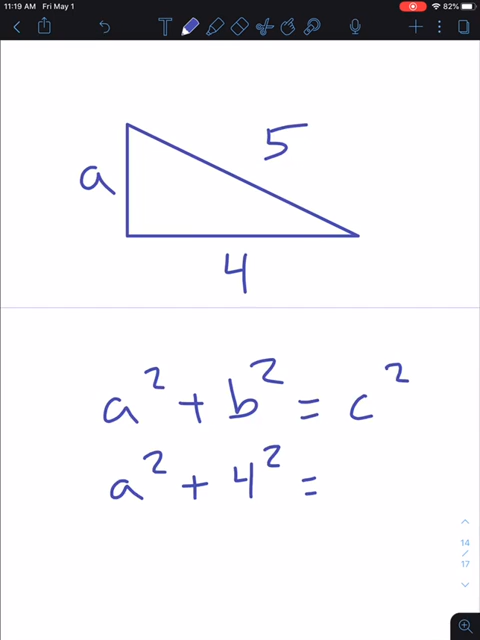 11:19 AM Fri May 1 82%
T
5
a
4
a² + b² = c²
a² + 4² =
14
/
17